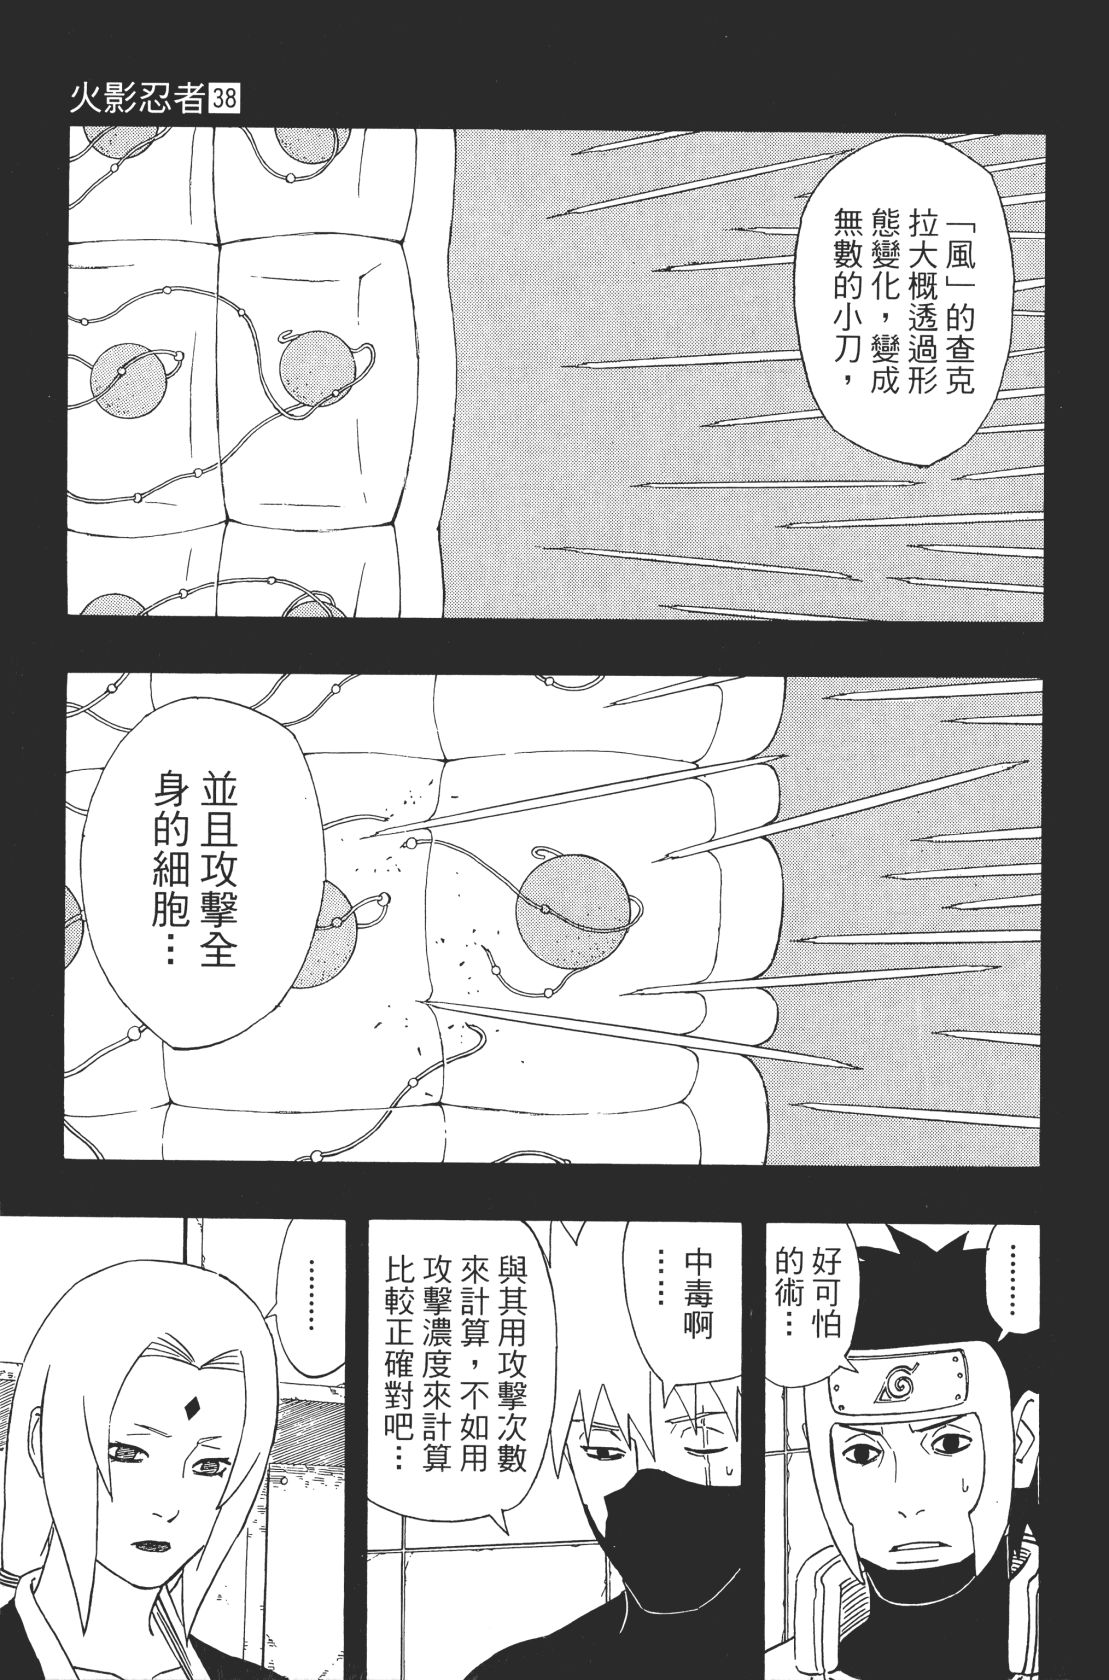 火影忍者38
「風」的查克
拉大概透過形
態變化，變成
無數的小刀，
並且攻擊全
身的細胞…
………
好可怕
的術…
中毒啊
……
與其用攻擊次數
來計算，不如用
攻擊濃度來計算
比較正確對吧…
………